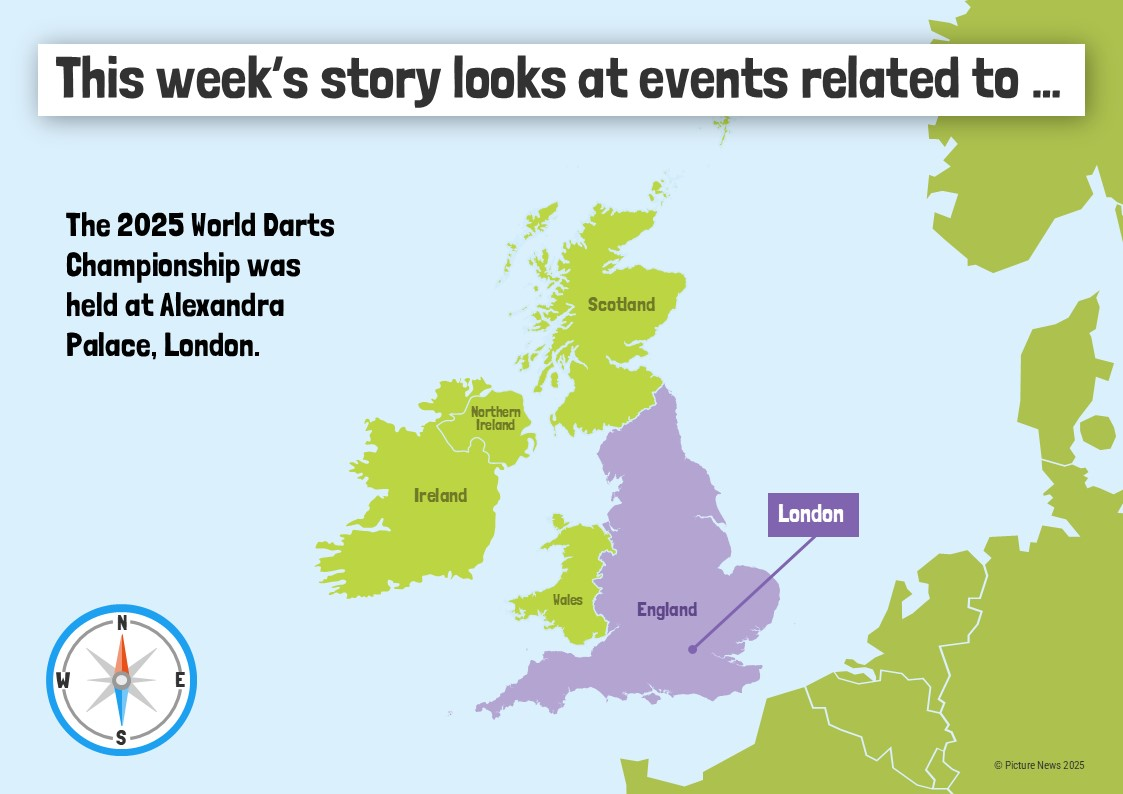 This week's story looks at events related to ...
The 2025 World Darts
Championship was
held at Alexandra
Palace, London.
Scotland
Northern
Ireland
Ireland
London
Wales
England
N
W
E
S
© Picture News 2025